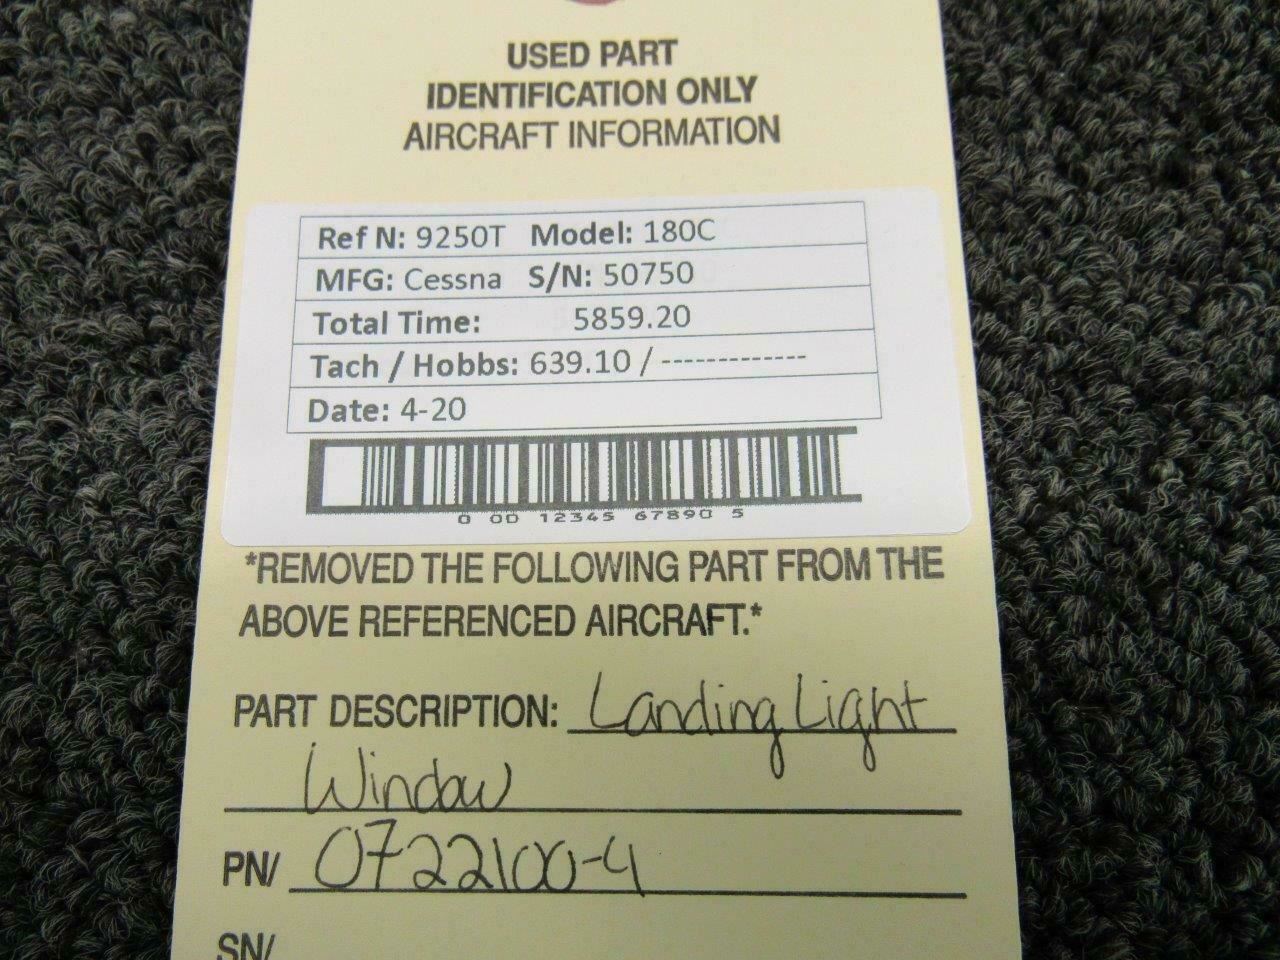 USED PART
IDENTIFICATION ONLY
AIRCRAFT INFORMATION
Ref N: 9250T Model: 180C
MFG: Cessna S/N: 50750
Total Time: 5859.20
Tach / Hobbs: 639.10 / -------------
Date: 4-20
0 00 12345 67890 5
*REMOVED THE FOLLOWING PART FROM THE
ABOVE REFERENCED AIRCRAFT.*
PART DESCRIPTION: Landing Light
Window
PN/ 0722100-4
SN/